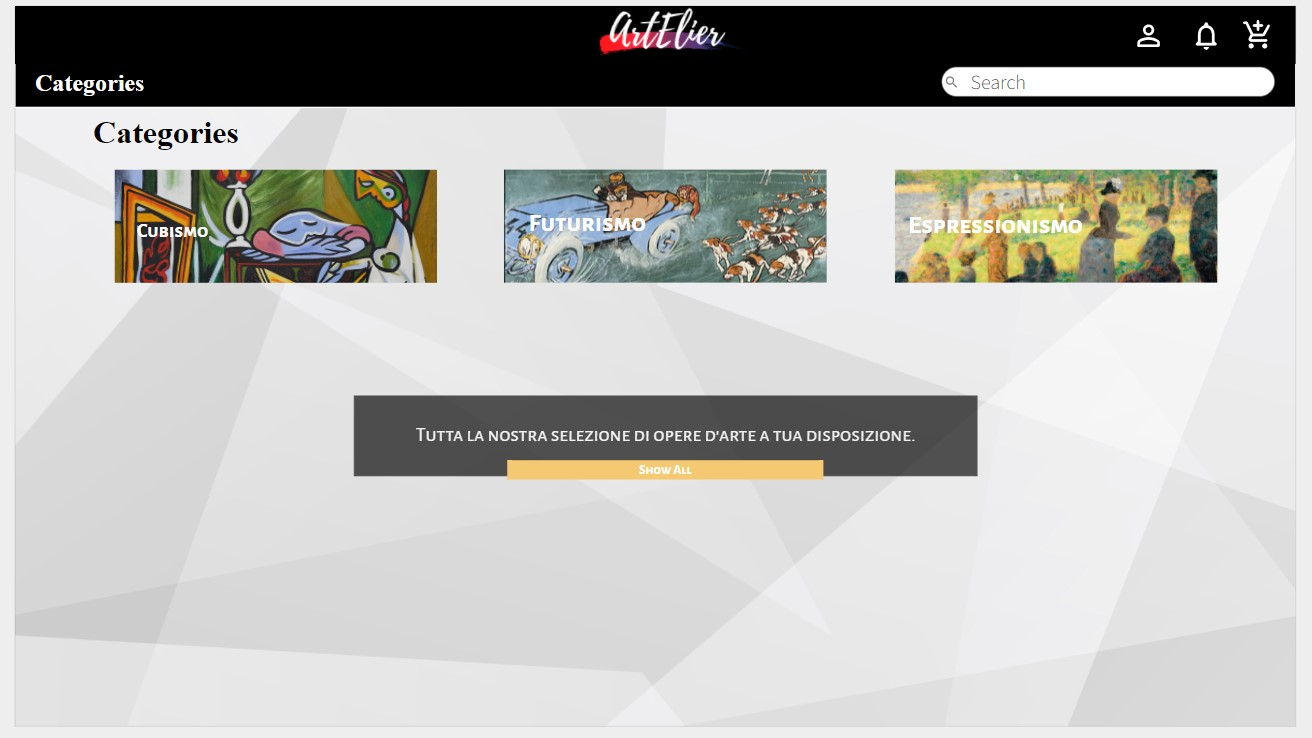 ArtElier
Categories
Search
Categories
Cubismo
Futurismo
Espressionismo
Tutta la nostra selezione di opere d'arte a tua disposizione.
Show All